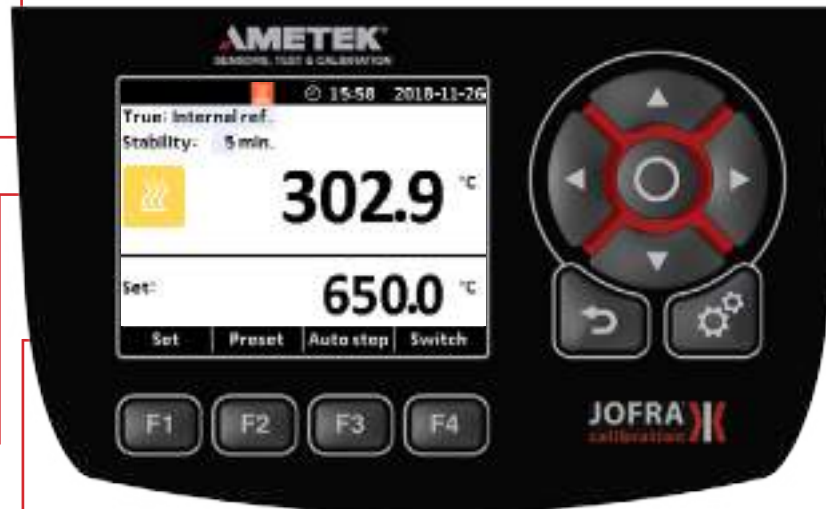 AMETEK
SENSORS, TEST & CALIBRATION
15:58 2018-11-26
True: Internal ref.
Stability: 5 min.
302.9 °C
Set: 650.0 °C
Set Preset Auto step Switch
F1 F2 F3 F4
JOFRA
calibration